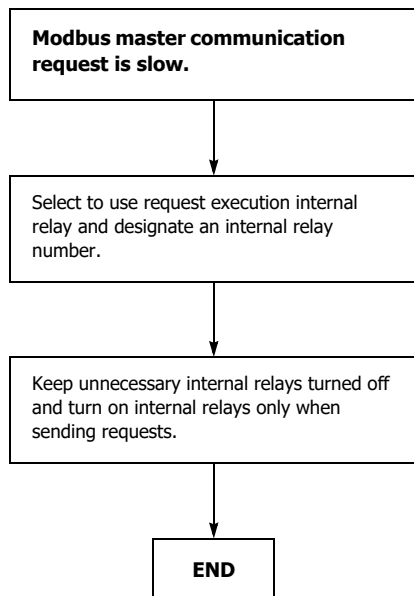 Modbus master communication
request is slow.
Select to use request execution internal
relay and designate an internal relay
number.
Keep unnecessary internal relays turned off
and turn on internal relays only when
sending requests.
END